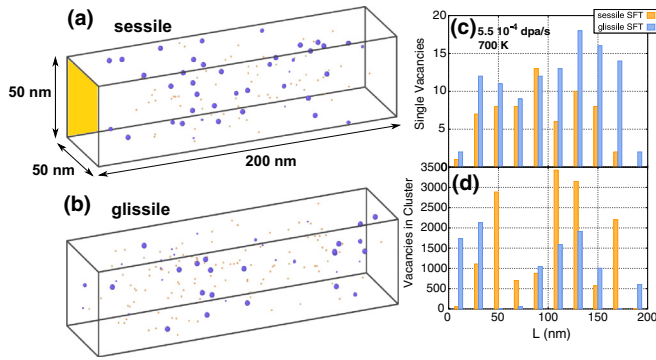 (a)
sessile
50 nm
50 nm
200 nm
(b)
glissile
(c)
5.5 10⁻⁴ dpa/s
700 K
sessile SFT
glissile SFT
Single Vacancies
20
15
10
5
(d)
Vacancies in Cluster
3500
3000
2500
2000
1500
1000
500
0
0 50 100 150 200
L (nm)